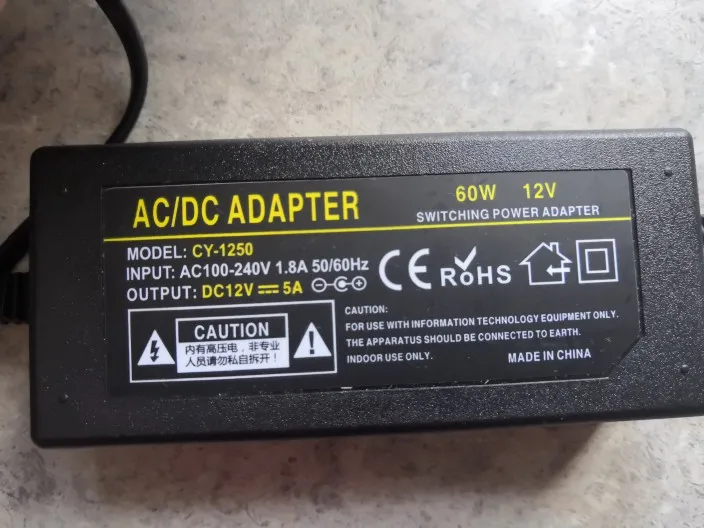 AC/DC ADAPTER
60W 12V
SWITCHING POWER ADAPTER
MODEL: CY-1250
INPUT: AC100-240V 1.8A 50/60Hz
OUTPUT: DC12V ⎓ 5A
CE RoHS
CAUTION
内有高压电,非专业
人员请勿私自拆开!
CAUTION:
FOR USE WITH INFORMATION TECHNOLOGY EQUIPMENT ONLY.
THE APPARATUS SHOULD BE CONNECTED TO EARTH.
INDOOR USE ONLY.
MADE IN CHINA